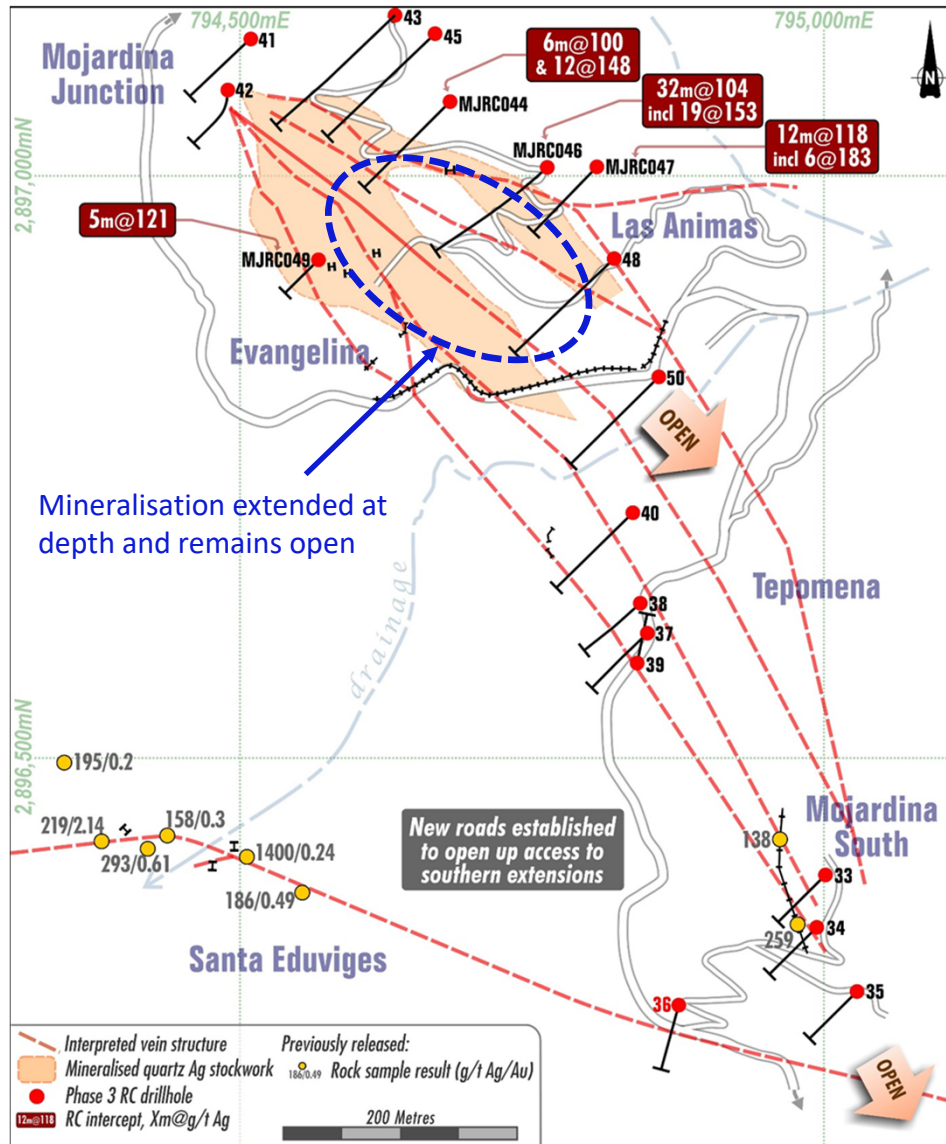 794,500mE
795,000mE
43
41
45
Mojardina
Junction
42
MJRC044
6m@100
& 12@148
32m@104
incl 19@153
12m@118
incl 6@183
MJRC046
MJRC047
N
2,897,000mN
5m@121
Las Animas
MJRC049
48
Evangelina
50
OPEN
Mineralisation extended at
depth and remains open
40
drainage
Tepomena
38
37
39
2,896,500mN
195/0.2
219/2.14
158/0.3
293/0.61
1400/0.24
186/0.49
New roads established
to open up access to
southern extensions
Mojardina
South
138
33
259
34
Santa Eduviges
35
36
OPEN
Interpreted vein structure
Mineralised quartz Ag stockwork
Phase 3 RC drillhole
12m@118 RC intercept, Xm@g/t Ag
Previously released:
186/0.49 Rock sample result (g/t Ag/Au)
200 Metres